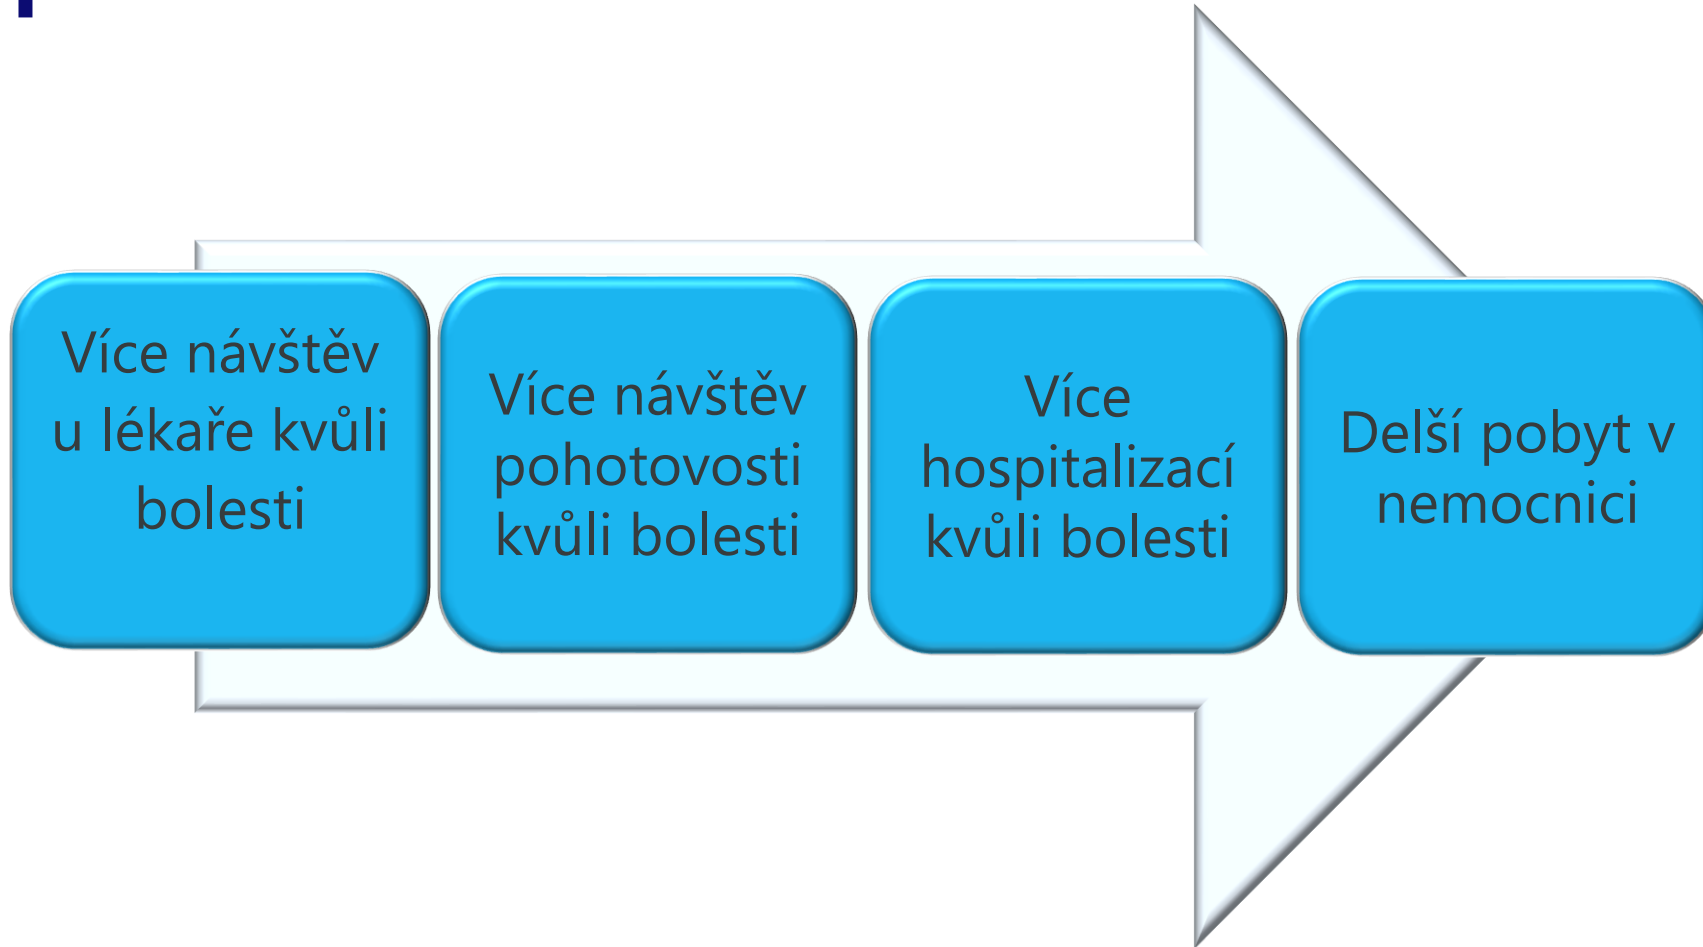 Více návštěv
u lékaře kvůli
bolesti
Více návštěv
pohotovosti
kvůli bolesti
Více
hospitalizací
kvůli bolesti
Delší pobyt v
nemocnici